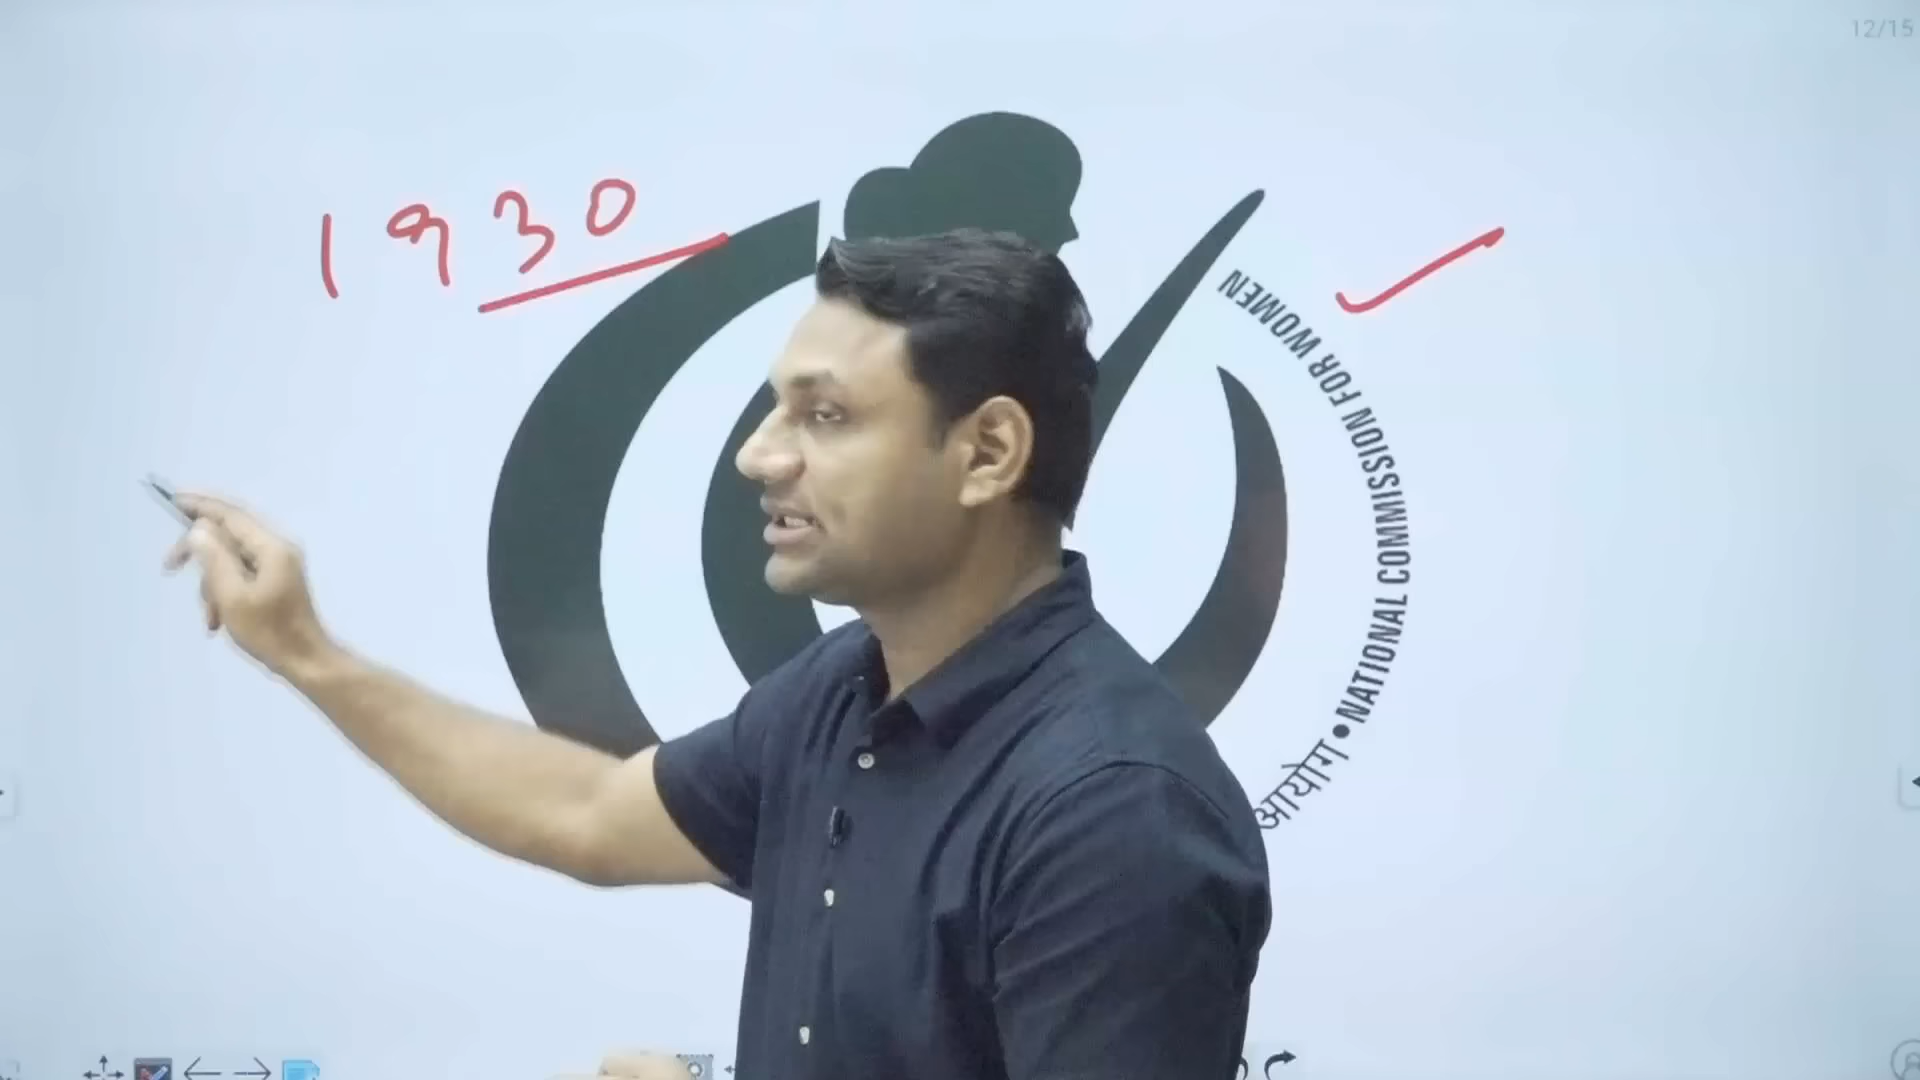 12/15
1930
आयोग • NATIONAL COMMISSION FOR WOMEN